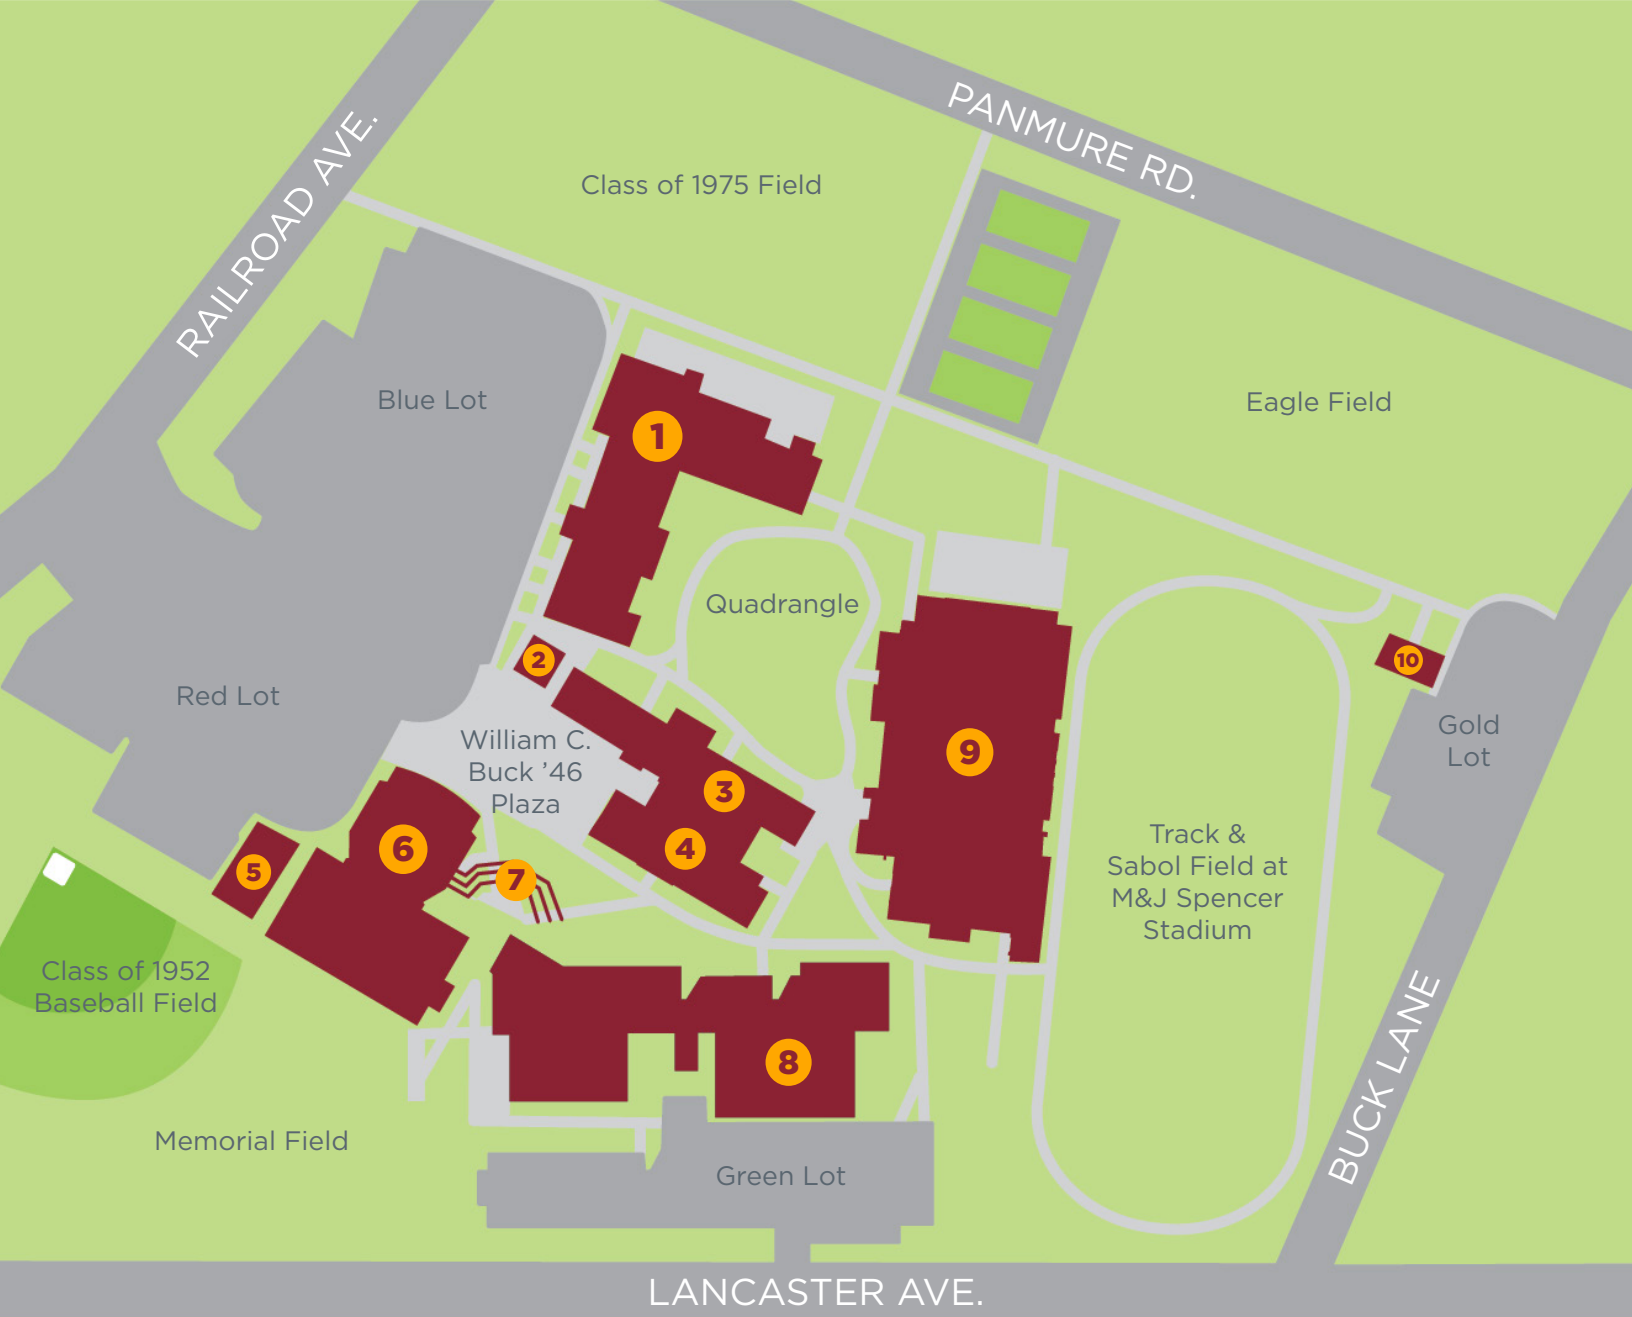 PANMURE RD.
RAILROAD AVE.
Class of 1975 Field
Blue Lot
Eagle Field
1
Quadrangle
2
10
Red Lot
William C.
Buck ’46
Plaza
Gold
Lot
9
3
4
6
5
7
Track &
Sabol Field at
M&J Spencer
Stadium
Class of 1952
Baseball Field
8
Memorial Field
Green Lot
BUCK LANE
LANCASTER AVE.